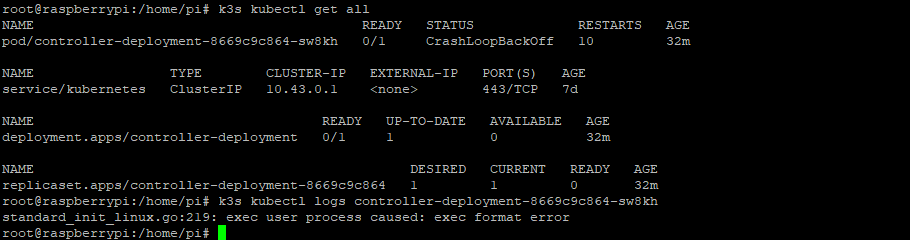 root@raspberrypi:/home/pi# k3s kubectl get all
NAME READY STATUS RESTARTS AGE
pod/controller-deployment-8669c9c864-sw8kh 0/1 CrashLoopBackOff 10 32m
NAME TYPE CLUSTER-IP EXTERNAL-IP PORT(S) AGE
service/kubernetes ClusterIP 10.43.0.1 <none> 443/TCP 7d
NAME READY UP-TO-DATE AVAILABLE AGE
deployment.apps/controller-deployment 0/1 1 0 32m
NAME DESIRED CURRENT READY AGE
replicaset.apps/controller-deployment-8669c9c864 1 1 0 32m
root@raspberrypi:/home/pi# k3s kubectl logs controller-deployment-8669c9c864-sw8kh
standard_init_linux.go:219: exec user process caused: exec format error
root@raspberrypi:/home/pi#